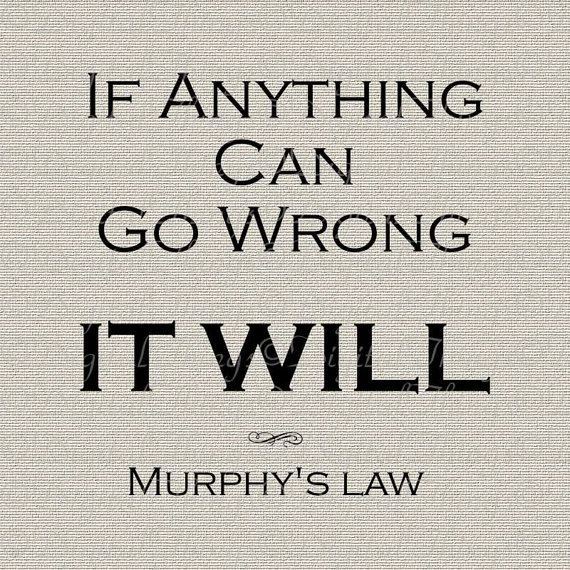 If Anything
Can
Go Wrong
IT WILL
Murphy's law